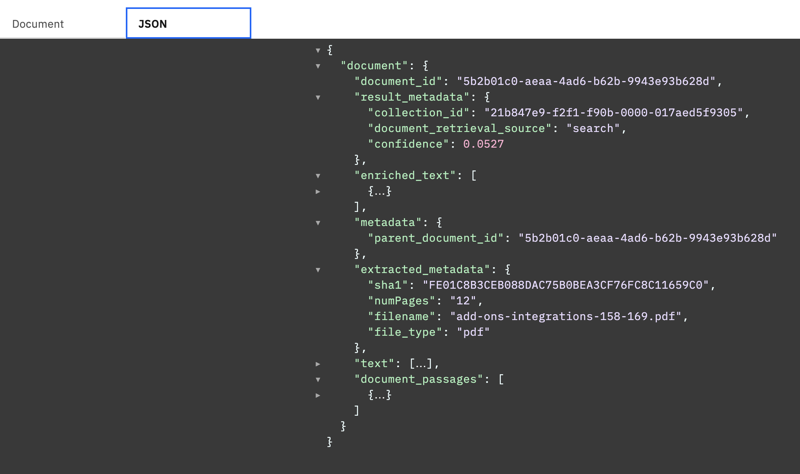 Document
JSON
{
"document": {
"document_id": "5b2b01c0-aeaa-4ad6-b62b-9943e93b628d",
"result_metadata": {
"collection_id": "21b847e9-f2f1-f90b-0000-017aed5f9305",
"document_retrieval_source": "search",
"confidence": 0.0527
},
"enriched_text": [
{...}
],
"metadata": {
"parent_document_id": "5b2b01c0-aeaa-4ad6-b62b-9943e93b628d"
},
"extracted_metadata": {
"sha1": "FE01C8B3CEB088DAC75B0BEA3CF76FC8C11659C0",
"numPages": "12",
"filename": "add-ons-integrations-158-169.pdf",
"file_type": "pdf"
},
"text": [...],
"document_passages": [
{...}
]
}
}